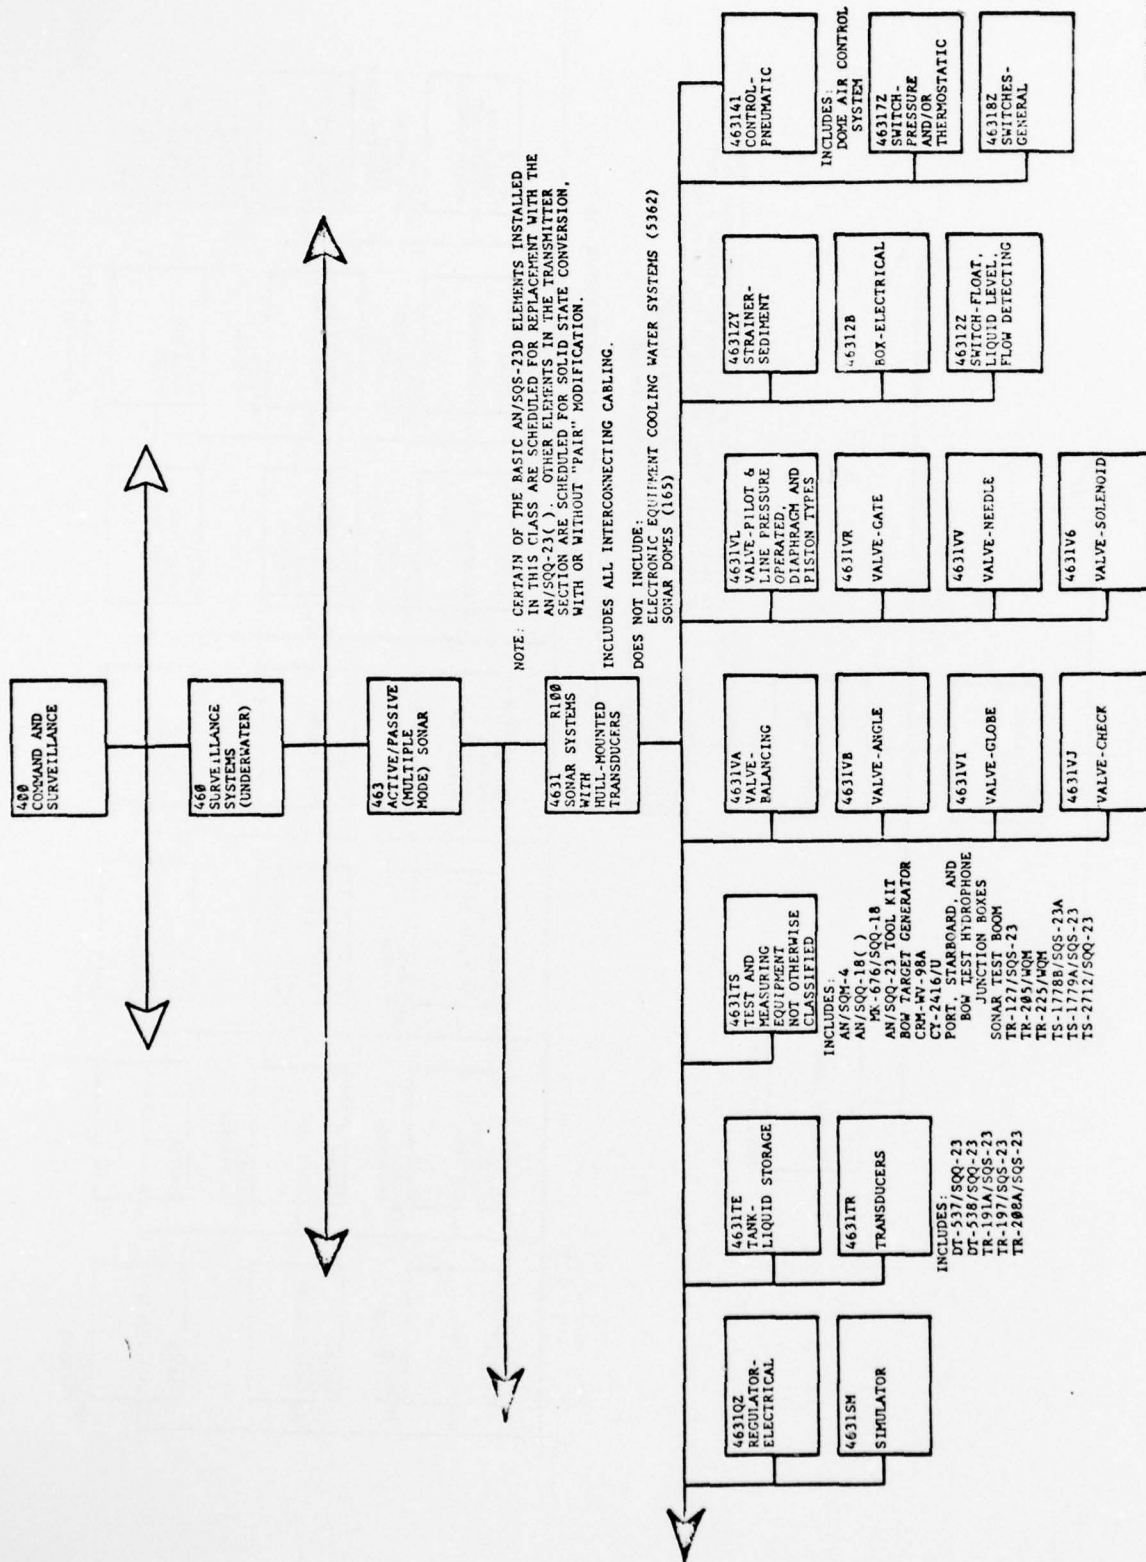 400
COMMAND AND
SURVEILLANCE
460
SURVEILLANCE
SYSTEMS
(UNDERWATER)
463
ACTIVE/PASSIVE
(MULTIPLE
MODE) SONAR
4631 R100
SONAR SYSTEMS
WITH
HULL-MOUNTED
TRANSDUCERS
NOTE: CERTAIN OF THE BASIC AN/SQS-23D ELEMENTS INSTALLED
IN THIS CLASS ARE SCHEDULED FOR REPLACEMENT WITH THE
AN/SQQ-23( ). OTHER ELEMENTS IN THE TRANSMITTER
SECTION ARE SCHEDULED FOR SOLID STATE CONVERSION,
WITH OR WITHOUT "PAIR" MODIFICATION.
INCLUDES ALL INTERCONNECTING CABLING.
DOES NOT INCLUDE:
ELECTRONIC EQUIPMENT COOLING WATER SYSTEMS (5362)
SONAR DOMES (165)
4631QZ
REGULATOR-
ELECTRICAL
4631SM
SIMULATOR
4631TE
TANK-
LIQUID STORAGE
4631TR
TRANSDUCERS
INCLUDES:
DT-537/SQQ-23
DT-538/SQQ-23
TR-191A/SQS-23
TR-197/SQS-23
TR-208A/SQS-23
4631TS
TEST AND
MEASURING
EQUIPMENT
NOT OTHERWISE
CLASSIFIED
INCLUDES:
AN/SQM-4
AN/SQQ-18( )
MK-676/SQQ-18
AN/SQQ-23 TOOL KIT
BOW TARGET GENERATOR
CRM-WV-98A
CY-2416/U
PORT, STARBOARD, AND
BOW TEST HYDROPHONE
JUNCTION BOXES
SONAR TEST BOOM
TR-127/SQS-23
TR-203/WQM
TR-225/WQM
TS-1778B/SQS-23A
TS-1779A/SQS-23
TS-2712/SQQ-23
4631VA
VALVE-
BALANCING
4631VB
VALVE-ANGLE
4631VI
VALVE-GLOBE
4631VJ
VALVE-CHECK
4631VL
VALVE-PILOT &
LINE PRESSURE
OPERATED,
DIAPHRAGM AND
PISTON TYPES
4631VR
VALVE-GATE
4631VV
VALVE-NEEDLE
4631V6
VALVE-SOLENOID
4631ZY
STRAINER-
SEDIMENT
46312B
BOX-ELECTRICAL
46312Z
SWITCH-FLOAT,
LIQUID LEVEL,
FLOW DETECTING
463141
CONTROL-
PNEUMATIC
INCLUDES:
DOME AIR CONTROL
SYSTEM
46317Z
SWITCH-
PRESSURE
AND/OR
THERMOSTATIC
46318Z
SWITCHES-
GENERAL